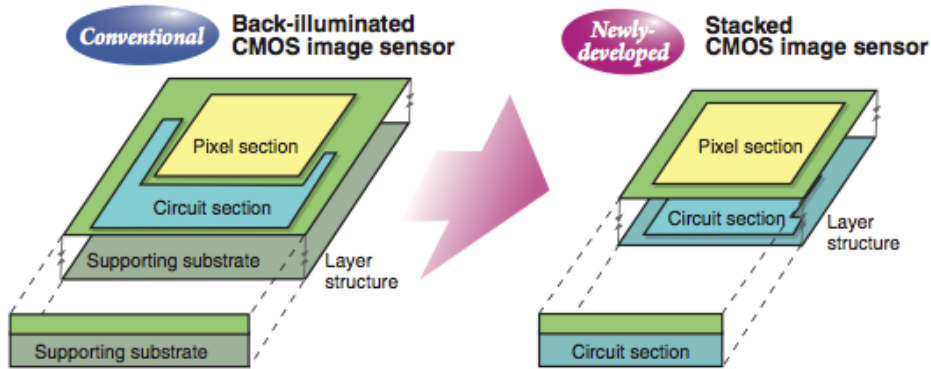 Conventional
Back-illuminated
CMOS image sensor
Pixel section
Circuit section
Supporting substrate
Layer
structure
Supporting substrate
Newly-
developed
Stacked
CMOS image sensor
Pixel section
Circuit section
Layer
structure
Circuit section